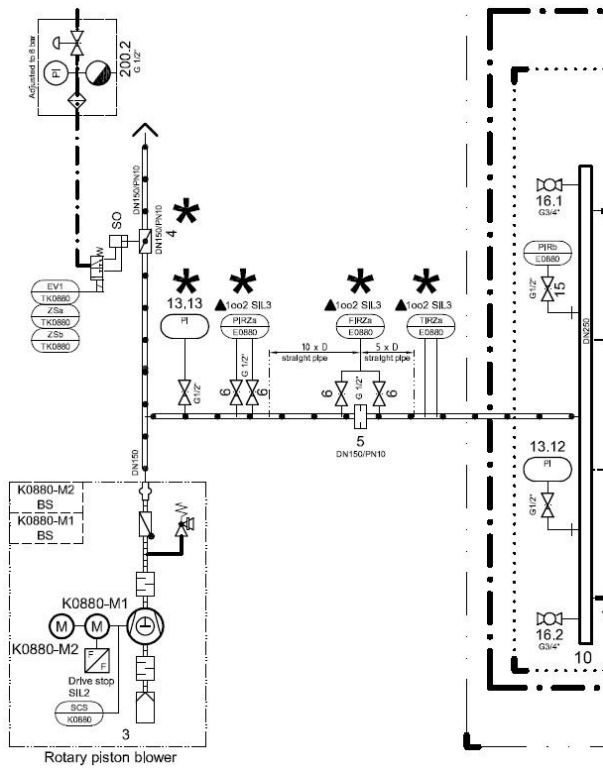 Adjusted to 6 bar
PI
200.2
G 1/2"
DN150/PN10
SO
DN150/PN10
4
EV1
TK0880
ZSa
TK0880
ZSb
TK0880
13,13
PI
G1/2"
▲1oo2 SIL3
PIRZa
E0880
G 1/2"
6
6
▲1oo2 SIL3
FIRZa
E0880
G 1/2"
6
6
▲1oo2 SIL3
TIRZa
E0880
10 x D
straight pipe
5 x D
straight pipe
5
DN150/PN10
16.1
G3/4"
PIRb
E0880
G1/2"
15
DN250
13.12
PI
G1/2"
16.2
G3/4"
10
DN150
K0880-M2
BS
K0880-M1
BS
K0880-M1
M
M
K0880-M2
F
F
Drive stop
SIL2
SCS
K0880
3
Rotary piston blower